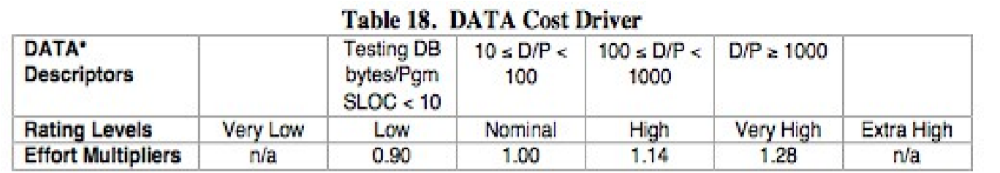 Table 18. DATA Cost Driver
DATA*
Descriptors
Testing DB
bytes/Pgm
SLOC < 10
10 ≤ D/P <
100
100 ≤ D/P <
1000
D/P ≥ 1000
Rating Levels Very Low Low Nominal High Very High Extra High
Effort Multipliers n/a 0.90 1.00 1.14 1.28 n/a